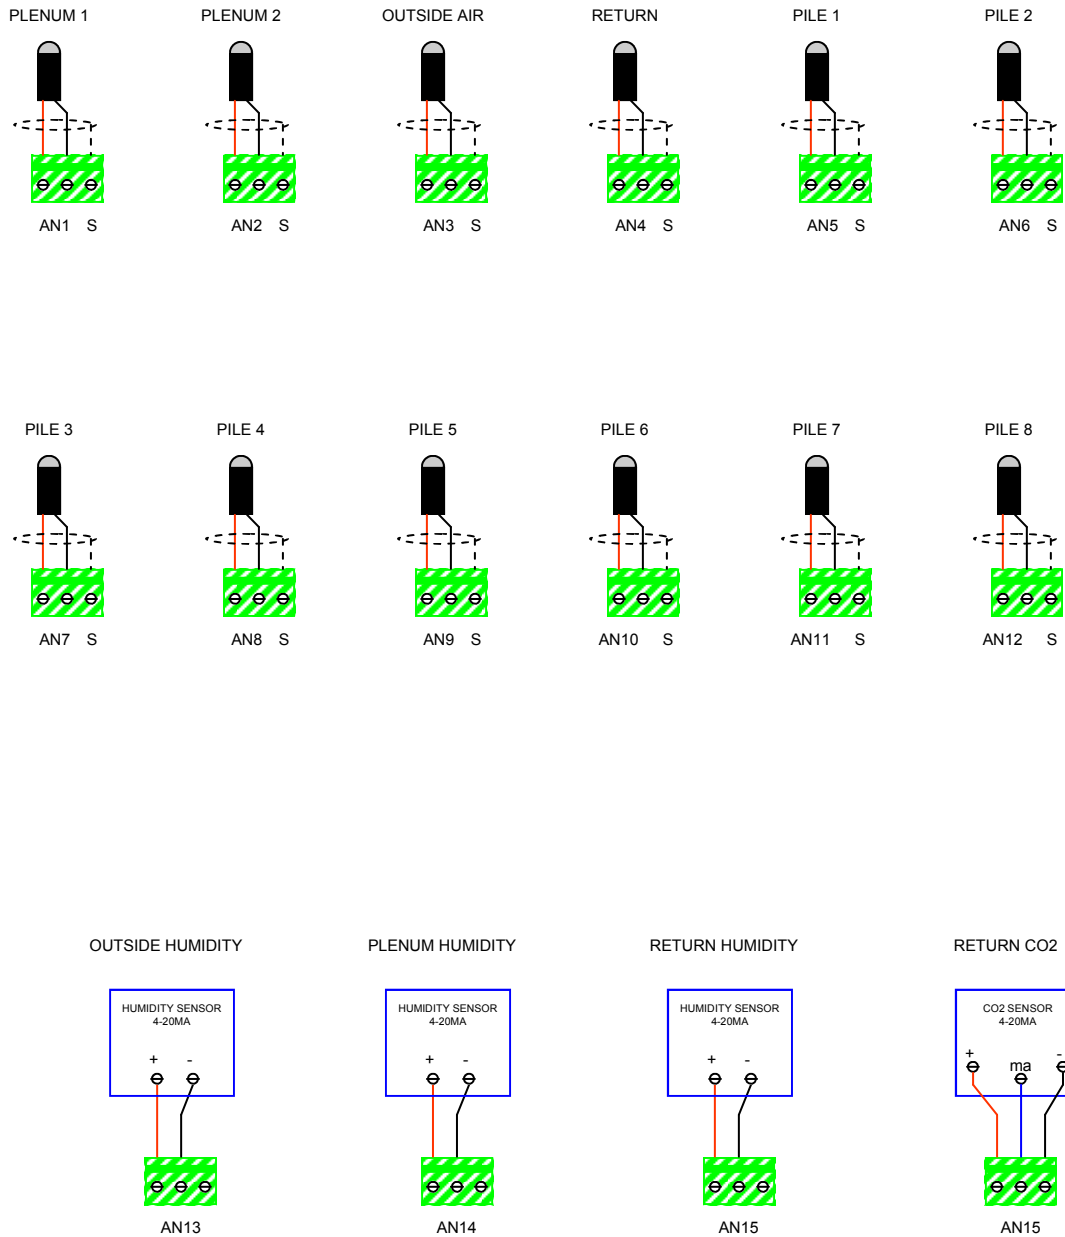 PLENUM 1 PLENUM 2 OUTSIDE AIR RETURN PILE 1 PILE 2
AN1 S AN2 S AN3 S AN4 S AN5 S AN6 S
PILE 3 PILE 4 PILE 5 PILE 6 PILE 7 PILE 8
AN7 S AN8 S AN9 S AN10 S AN11 S AN12 S
OUTSIDE HUMIDITY PLENUM HUMIDITY RETURN HUMIDITY RETURN CO2
HUMIDITY SENSOR HUMIDITY SENSOR HUMIDITY SENSOR CO2 SENSOR
4-20MA 4-20MA 4-20MA 4-20MA
+ - + - + - + ma -
AN13 AN14 AN15 AN15